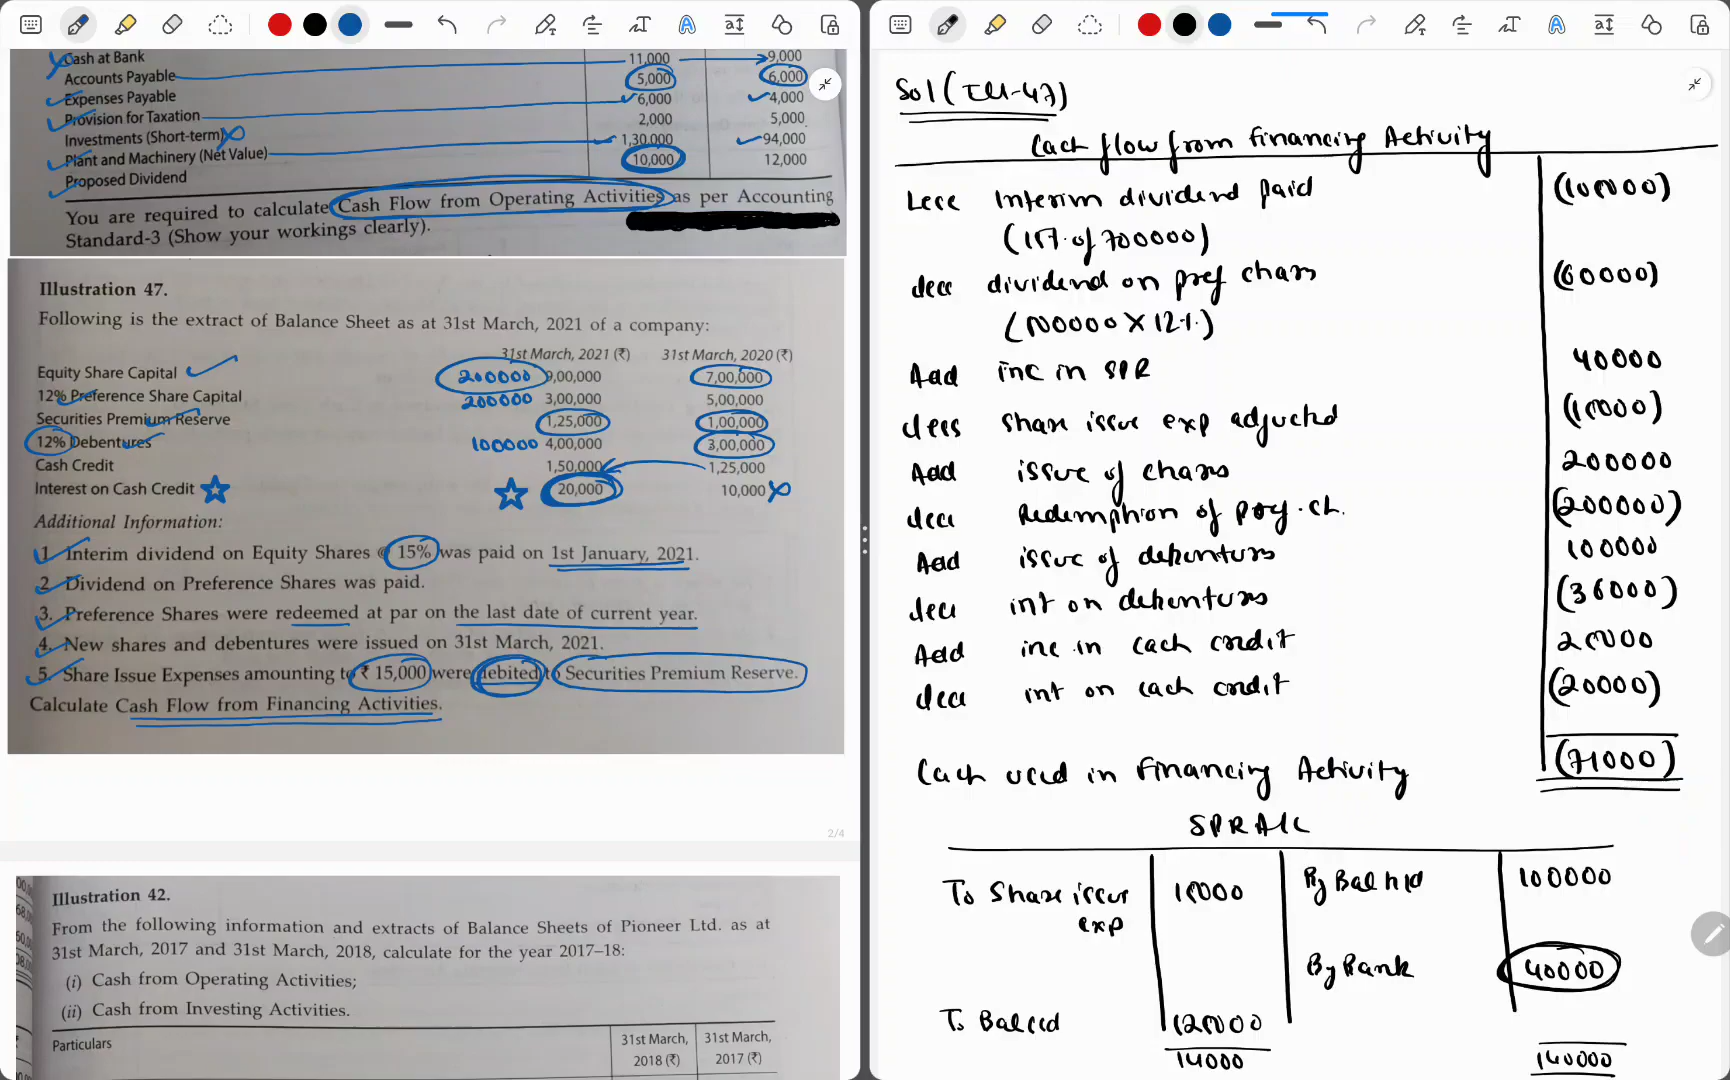 Cash at Bank 11,000 9,000
Accounts Payable 5,000 6,000
Expenses Payable 6,000 4,000
Provision for Taxation 2,000 5,000
Investments (Short-term) 1,30,000 94,000
Plant and Machinery (Net Value) 10,000 12,000
Proposed Dividend
You are required to calculate Cash Flow from Operating Activities as per Accounting
Standard-3 (Show your workings clearly).
Illustration 47.
Following is the extract of Balance Sheet as at 31st March, 2021 of a company:
31st March, 2021 (₹) 31st March, 2020 (₹)
Equity Share Capital 200000 9,00,000 7,00,000
12% Preference Share Capital 200000 3,00,000 5,00,000
Securities Premium Reserve 1,25,000 1,00,000
12% Debentures 100000 4,00,000 3,00,000
Cash Credit 1,50,000 1,25,000
Interest on Cash Credit 20,000 10,000
Additional Information:
1. Interim dividend on Equity Shares @ 15% was paid on 1st January, 2021.
2. Dividend on Preference Shares was paid.
3. Preference Shares were redeemed at par on the last date of current year.
4. New shares and debentures were issued on 31st March, 2021.
5. Share Issue Expenses amounting to ₹ 15,000 were debited to Securities Premium Reserve.
Calculate Cash Flow from Financing Activities.
2/4
Illustration 42.
From the following information and extracts of Balance Sheets of Pioneer Ltd. as at
31st March, 2017 and 31st March, 2018, calculate for the year 2017–18:
(i) Cash from Operating Activities;
(ii) Cash from Investing Activities.
Particulars 31st March, 2018 (₹) 31st March, 2017 (₹)
Sol (Ill-47)
Cash flow from financing Activity
Less Interim dividend paid (105000)
(15% of 700000)
Less dividend on pref shares (60000)
(500000 X 12%)
Add inc in SPR 40000
Less share issue exp adjusted (15000)
Add issue of shares 200000
Less Redemption of pref. sh. (200000)
Add issue of debentures 100000
Less int on debentures (36000)
Add inc in cash credit 25000
Less int on cash credit (20000)
Cash used in financing Activity (71000)
SPR A/c
To Share issue exp 15000 By Bal b/d 100000
By Bank 40000
To Bal c/d 125000
14000 140000